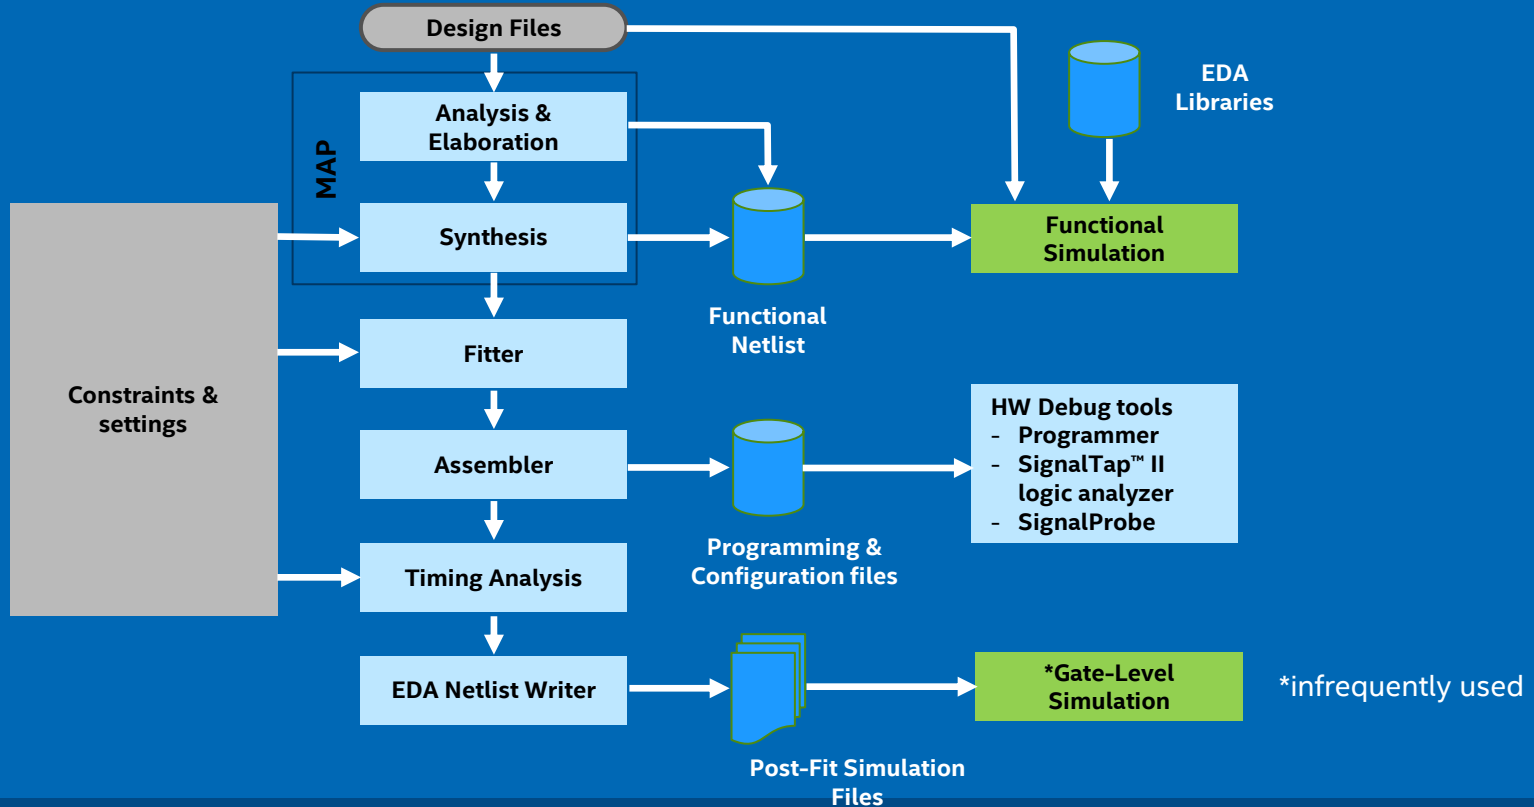 Design Files
EDA
Libraries
Analysis &
Elaboration
MAP
Synthesis
Functional
Simulation
Functional
Netlist
Fitter
Constraints &
settings
HW Debug tools
- Programmer
- SignalTap™ II
logic analyzer
- SignalProbe
Assembler
Programming &
Configuration files
Timing Analysis
EDA Netlist Writer
*Gate-Level
Simulation
*infrequently used
Post-Fit Simulation
Files